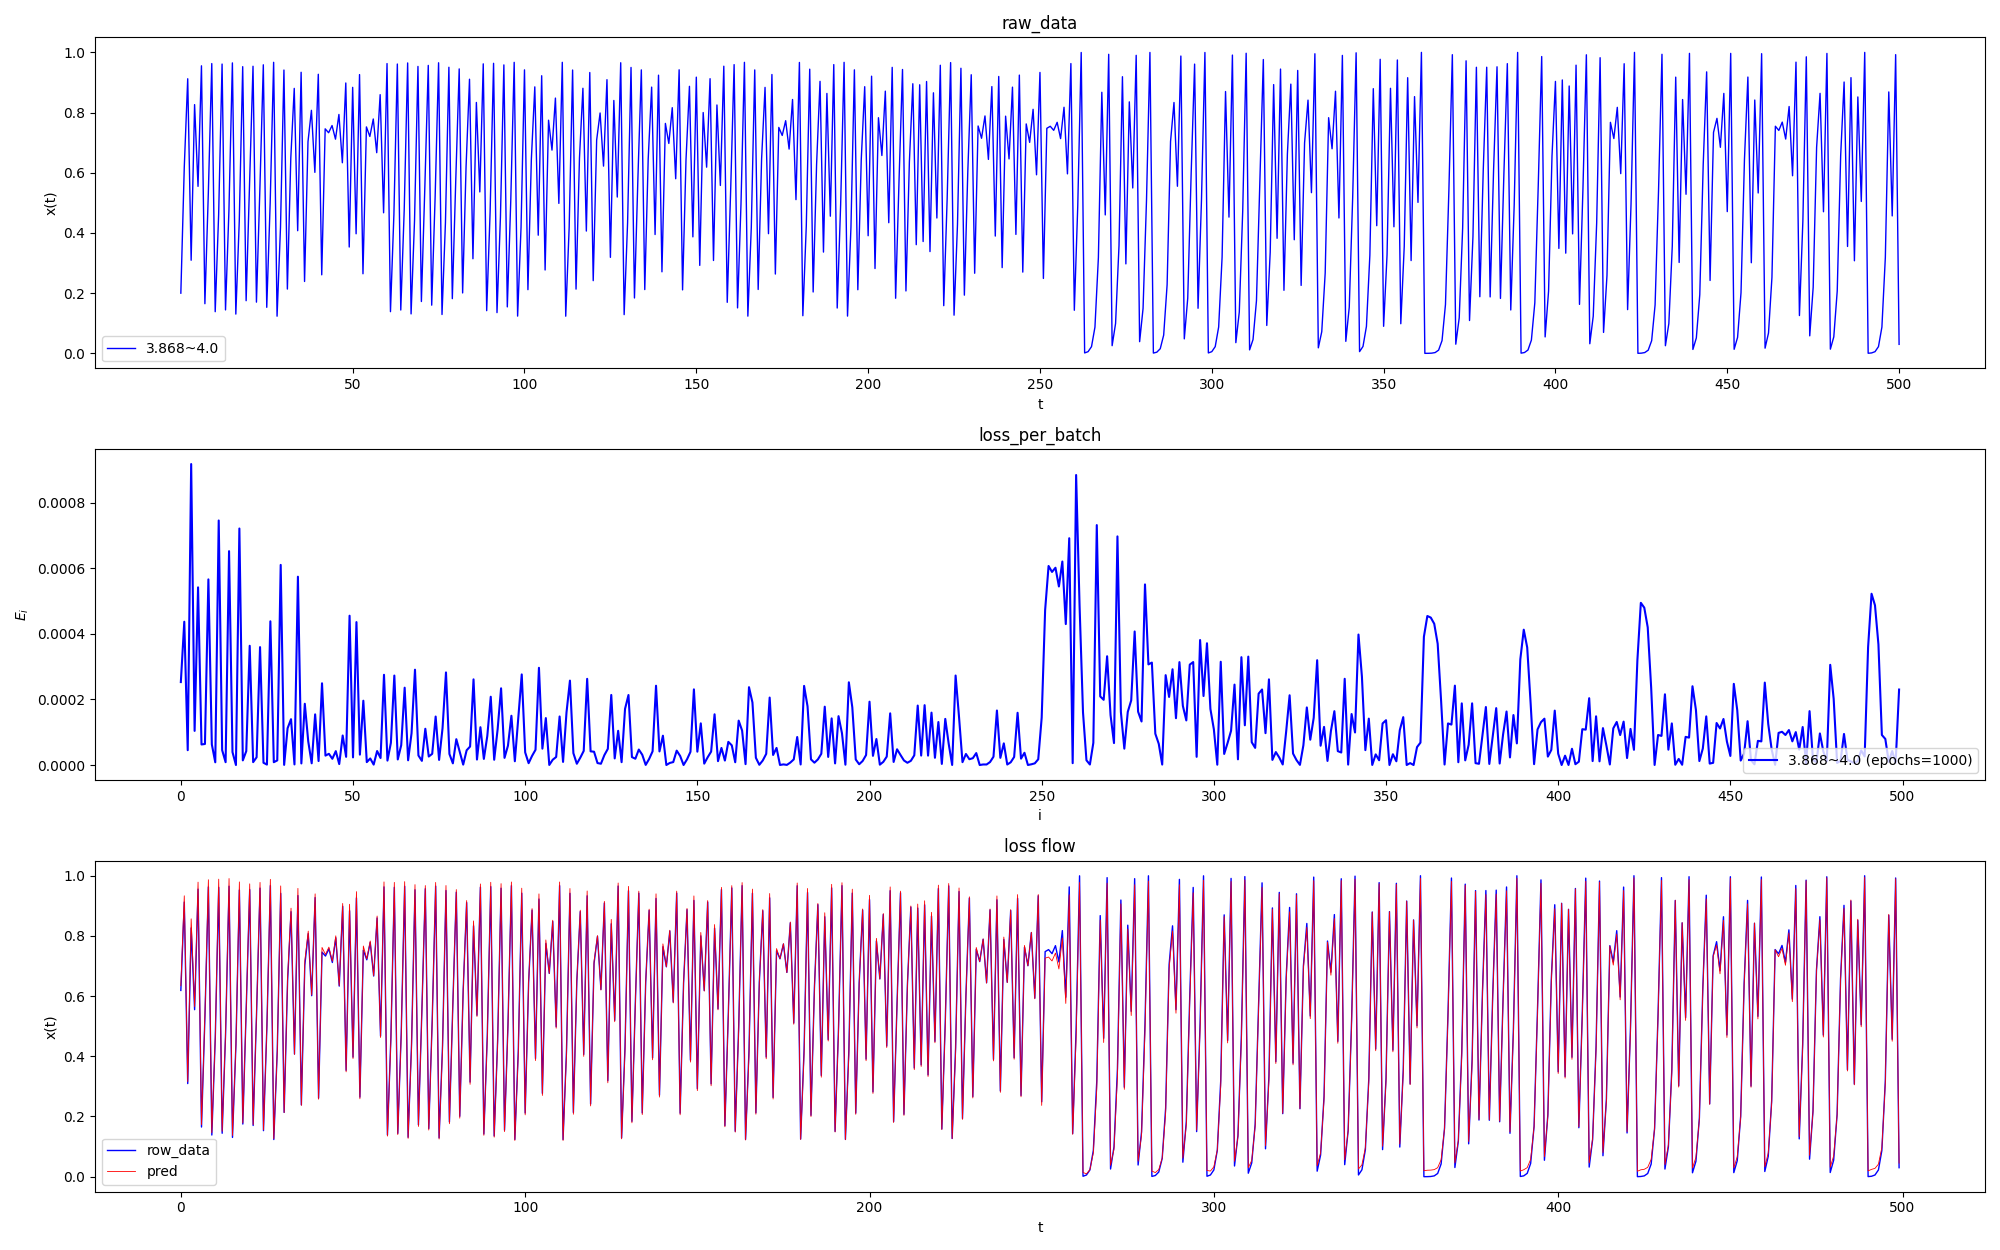 raw_data
1.0
0.8
0.6
0.4
0.2
0.0
x(t)
3.868~4.0
50 100 150 200 250 300 350 400 450 500
t
loss_per_batch
0.0008
0.0006
0.0004
0.0002
0.0000
E_i
3.868~4.0 (epochs=1000)
0 50 100 150 200 250 300 350 400 450 500
i
loss flow
1.0
0.8
0.6
0.4
0.2
0.0
x(t)
row_data
pred
0 100 200 300 400 500
t